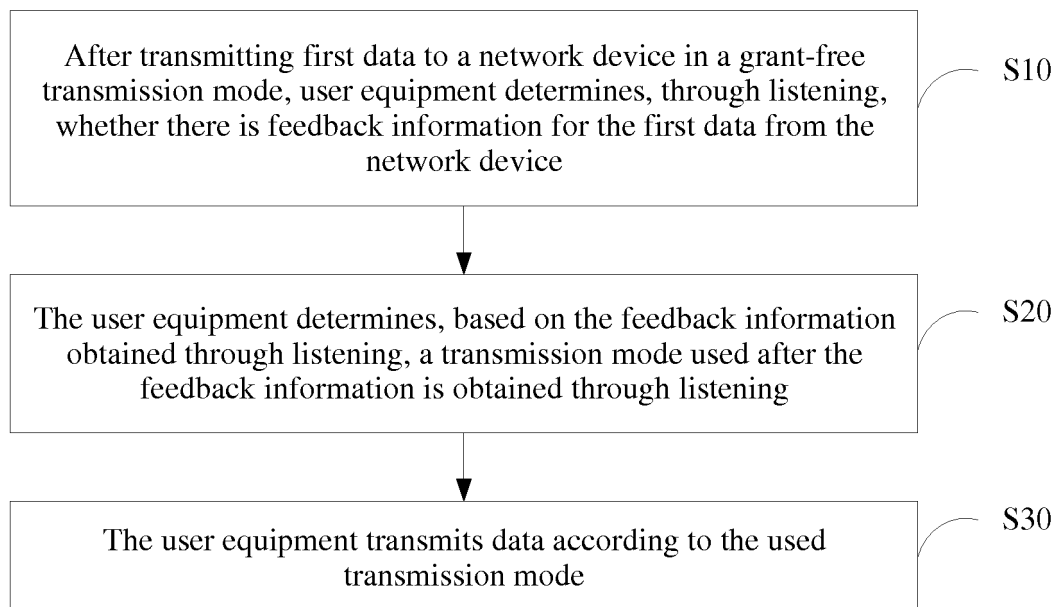 After transmitting first data to a network device in a grant-free
transmission mode, user equipment determines, through listening,
whether there is feedback information for the first data from the
network device
S10
The user equipment determines, based on the feedback information
obtained through listening, a transmission mode used after the
feedback information is obtained through listening
S20
The user equipment transmits data according to the used
transmission mode
S30